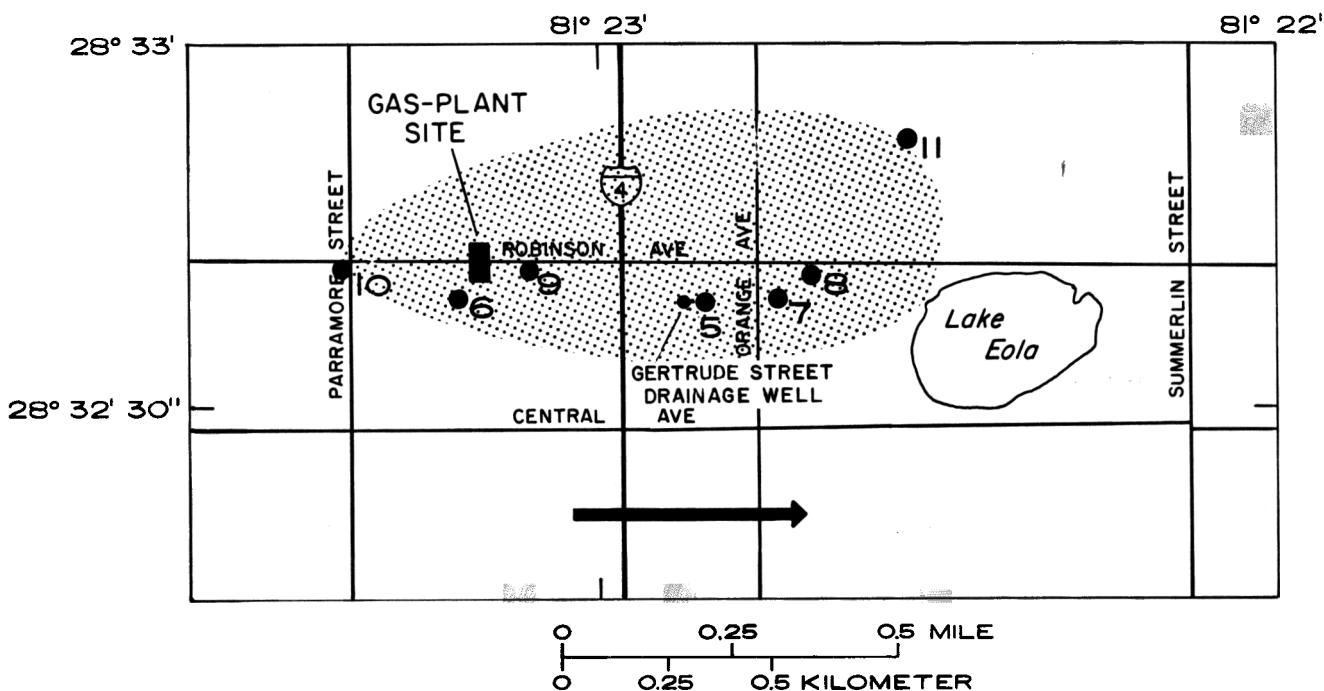 81° 23'
81° 22'
28° 33'
GAS-PLANT
SITE
11
4
PARRAMORE STREET
ROBINSON AVE
ORANGE AVE
SUMMERLIN STREET
10
9
8
6
5
7
Lake
Eola
GERTRUDE STREET
DRAINAGE WELL
28° 32' 30"
CENTRAL AVE
0 0.25 0.5 MILE
0 0.25 0.5 KILOMETER